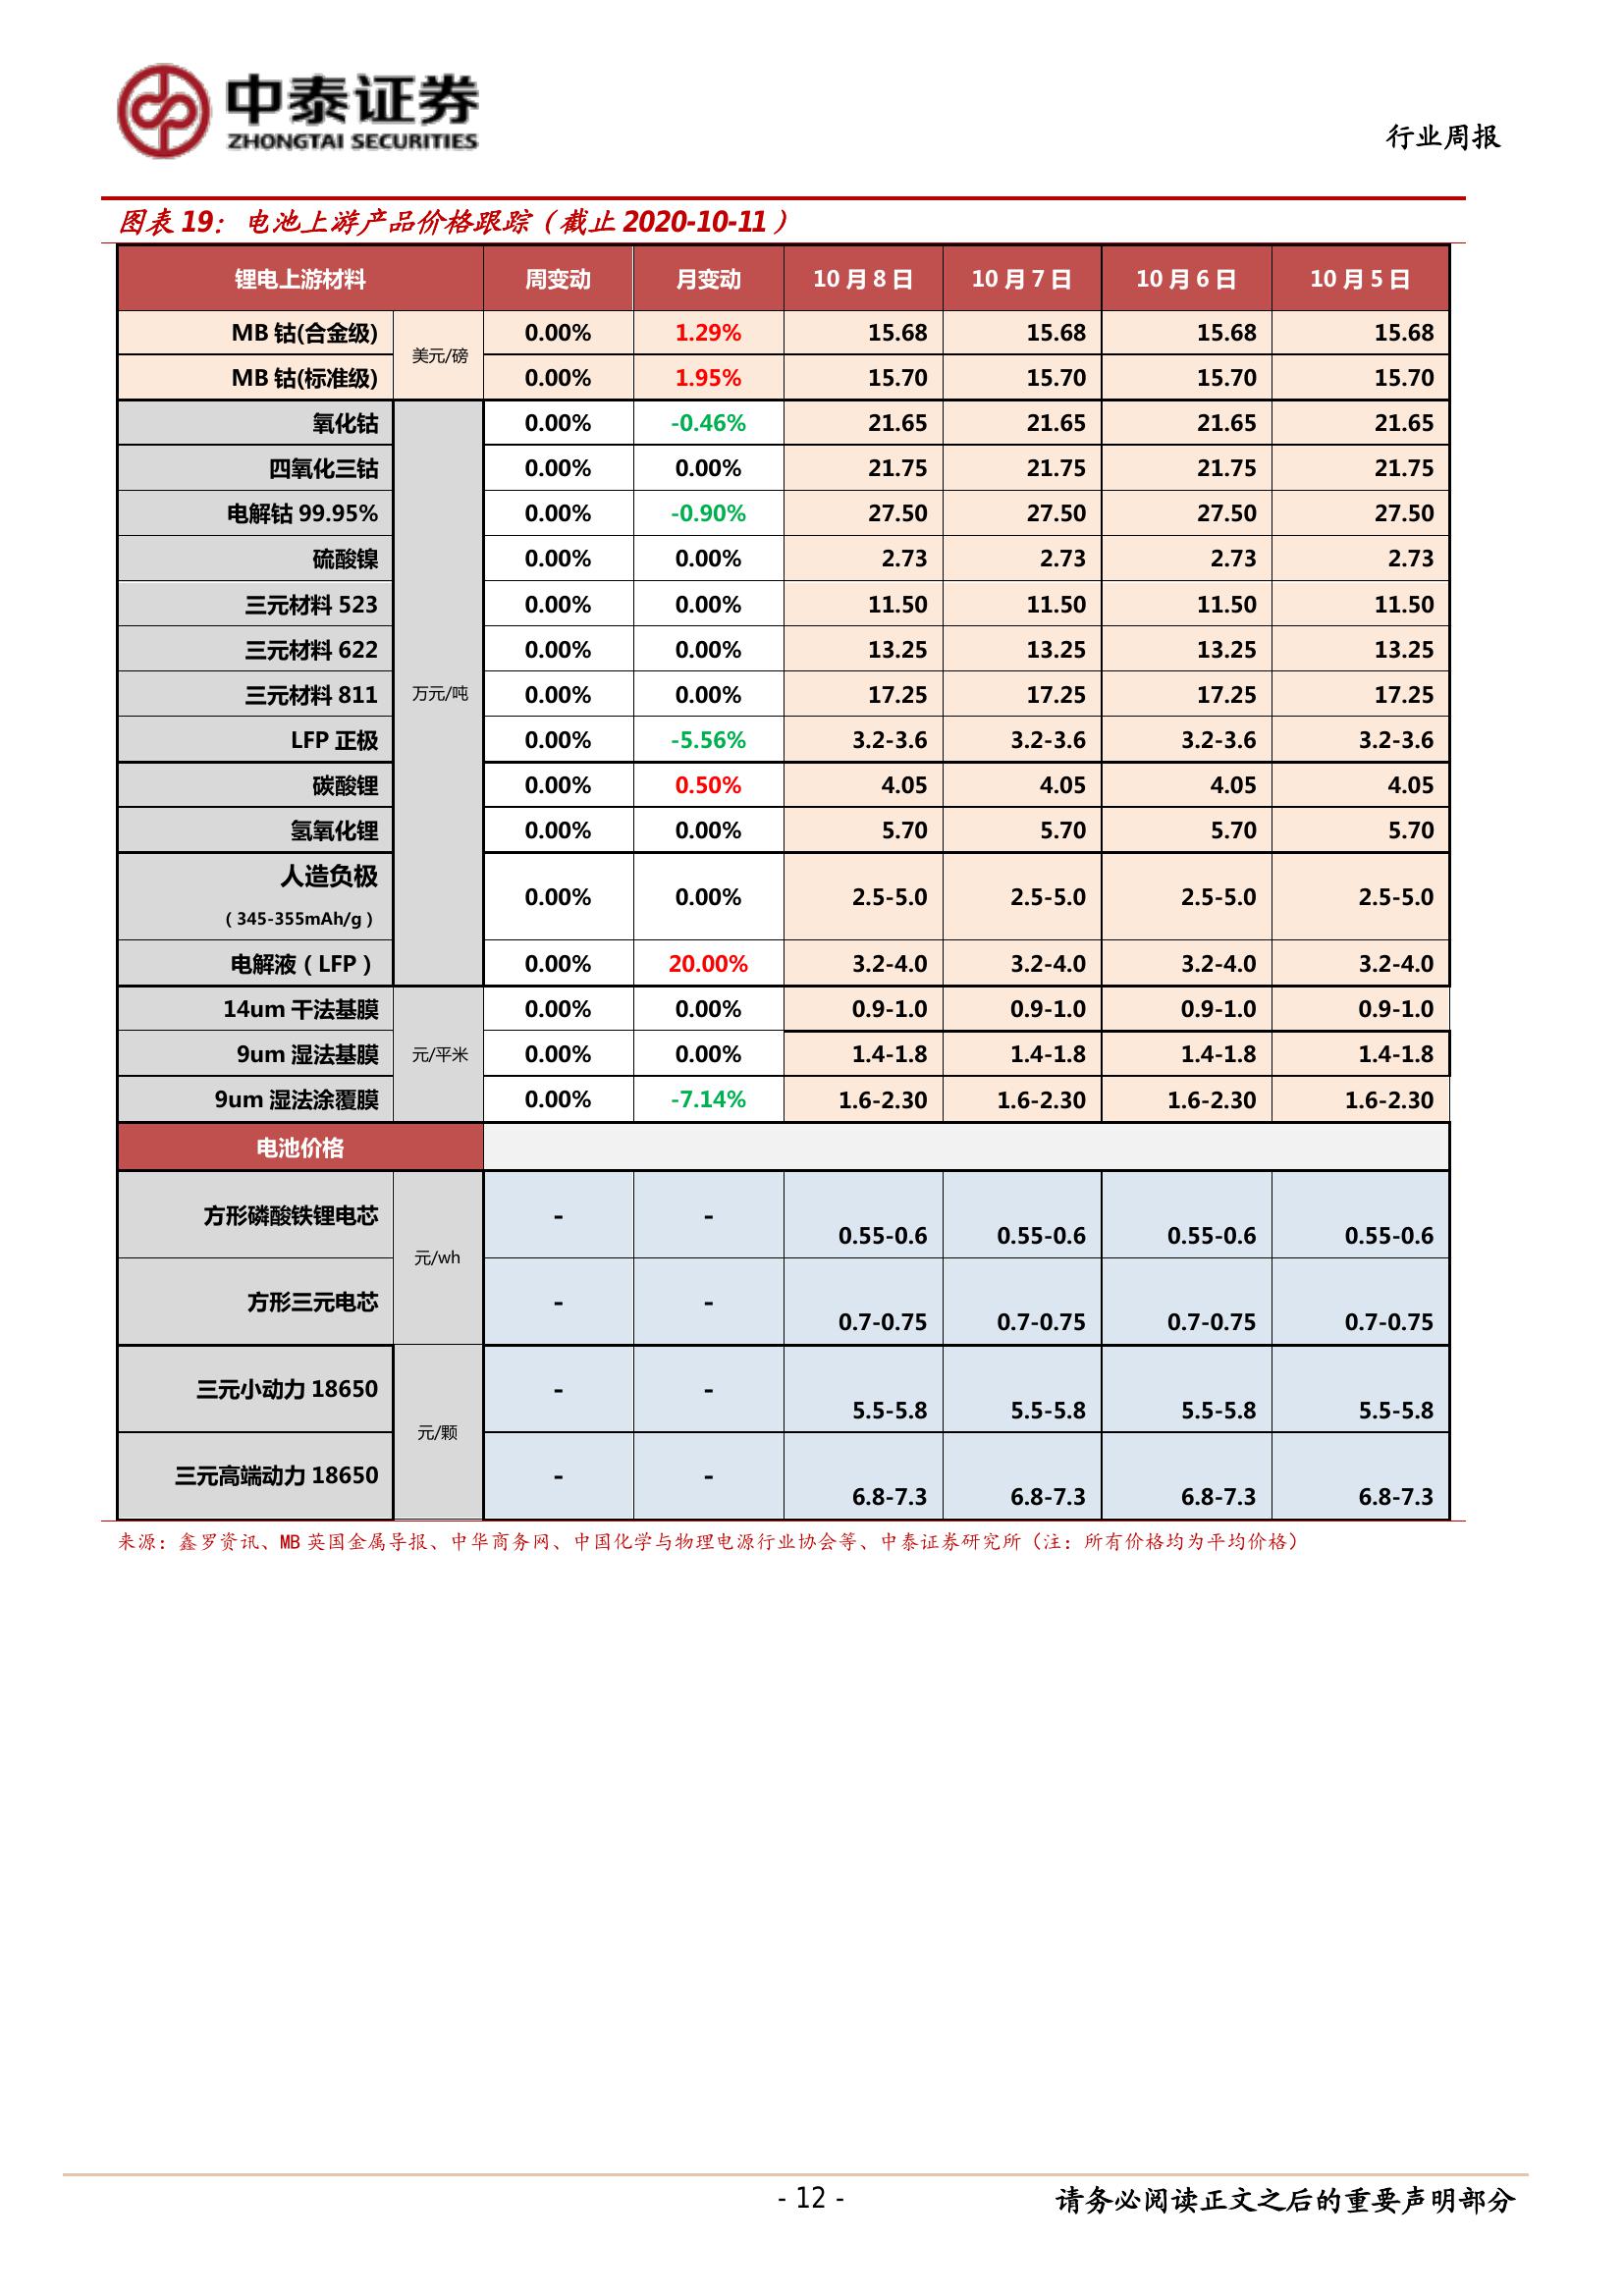 中泰证券
ZHONGTAI SECURITIES
行业周报
图表 19：电池上游产品价格跟踪（截止 2020-10-11）
锂电上游材料 周变动 月变动 10 月 8 日 10 月 7 日 10 月 6 日 10 月 5 日
MB 钴(合金级) 美元/磅 0.00% 1.29% 15.68 15.68 15.68 15.68
MB 钴(标准级) 0.00% 1.95% 15.70 15.70 15.70 15.70
氧化钴 万元/吨 0.00% -0.46% 21.65 21.65 21.65 21.65
四氧化三钴 0.00% 0.00% 21.75 21.75 21.75 21.75
电解钴 99.95% 0.00% -0.90% 27.50 27.50 27.50 27.50
硫酸镍 0.00% 0.00% 2.73 2.73 2.73 2.73
三元材料 523 0.00% 0.00% 11.50 11.50 11.50 11.50
三元材料 622 0.00% 0.00% 13.25 13.25 13.25 13.25
三元材料 811 0.00% 0.00% 17.25 17.25 17.25 17.25
LFP 正极 0.00% -5.56% 3.2-3.6 3.2-3.6 3.2-3.6 3.2-3.6
碳酸锂 0.00% 0.50% 4.05 4.05 4.05 4.05
氢氧化锂 0.00% 0.00% 5.70 5.70 5.70 5.70
人造负极
（345-355mAh/g） 0.00% 0.00% 2.5-5.0 2.5-5.0 2.5-5.0 2.5-5.0
电解液（LFP） 0.00% 20.00% 3.2-4.0 3.2-4.0 3.2-4.0 3.2-4.0
14um 干法基膜 元/平米 0.00% 0.00% 0.9-1.0 0.9-1.0 0.9-1.0 0.9-1.0
9um 湿法基膜 0.00% 0.00% 1.4-1.8 1.4-1.8 1.4-1.8 1.4-1.8
9um 湿法涂覆膜 0.00% -7.14% 1.6-2.30 1.6-2.30 1.6-2.30 1.6-2.30
电池价格
方形磷酸铁锂电芯 元/wh - - 0.55-0.6 0.55-0.6 0.55-0.6 0.55-0.6
方形三元电芯 - - 0.7-0.75 0.7-0.75 0.7-0.75 0.7-0.75
三元小动力 18650 元/颗 - - 5.5-5.8 5.5-5.8 5.5-5.8 5.5-5.8
三元高端动力 18650 - - 6.8-7.3 6.8-7.3 6.8-7.3 6.8-7.3
来源：鑫罗资讯、MB 英国金属导报、中华商务网、中国化学与物理电源行业协会等、中泰证券研究所（注：所有价格均为平均价格）
- 12 -
请务必阅读正文之后的重要声明部分